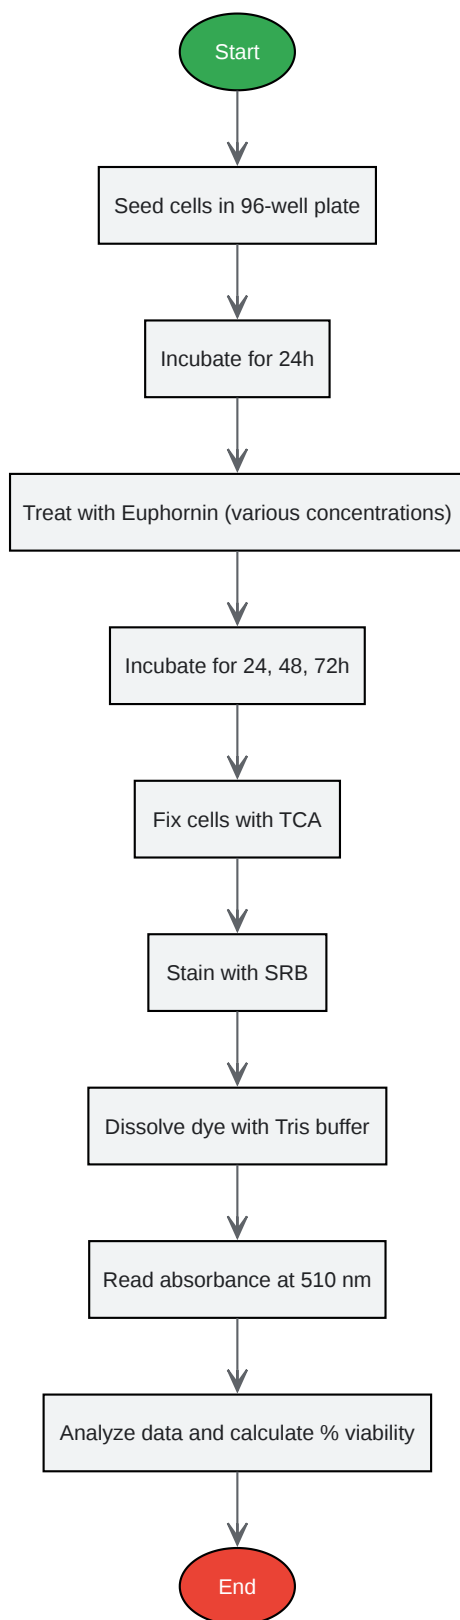 Start
Seed cells in 96-well plate
Incubate for 24h
Treat with Euphornin (various concentrations)
Incubate for 24, 48, 72h
Fix cells with TCA
Stain with SRB
Dissolve dye with Tris buffer
Read absorbance at 510 nm
Analyze data and calculate % viability
End